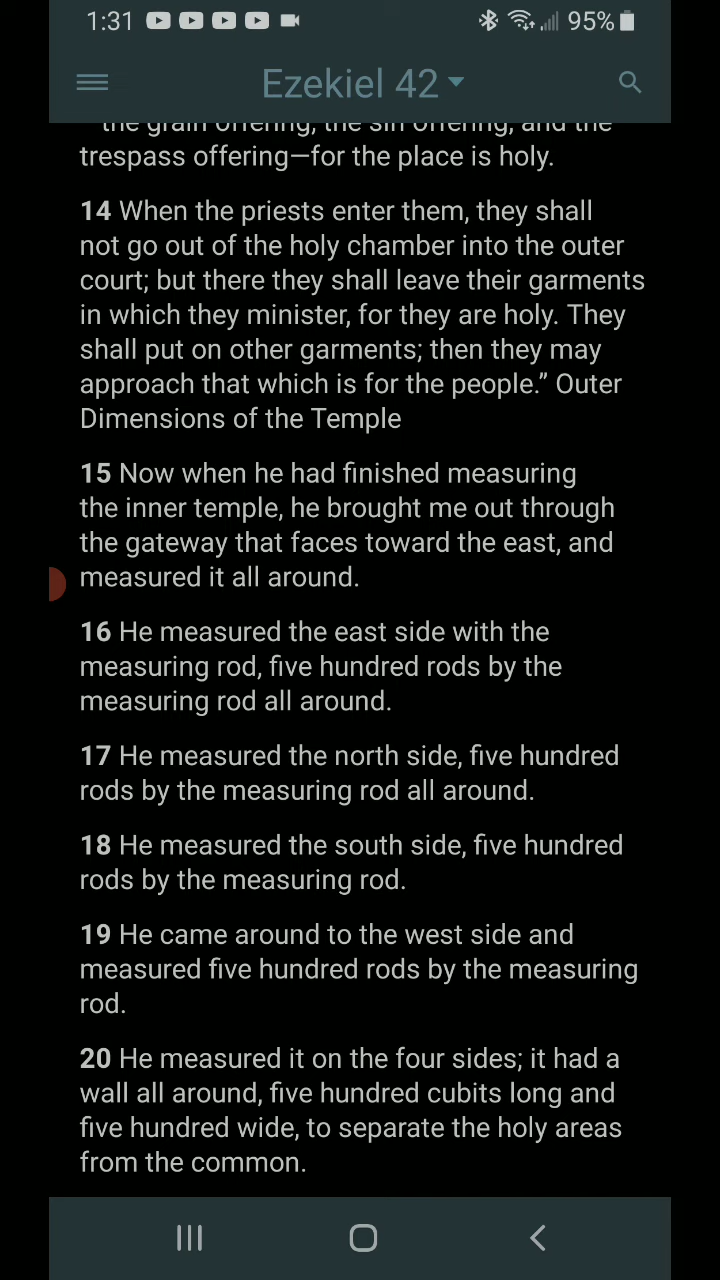 1:31 95%
Ezekiel 42
the grain offering, the sin offering, and the
trespass offering—for the place is holy.
14 When the priests enter them, they shall
not go out of the holy chamber into the outer
court; but there they shall leave their garments
in which they minister, for they are holy. They
shall put on other garments; then they may
approach that which is for the people.” Outer
Dimensions of the Temple
15 Now when he had finished measuring
the inner temple, he brought me out through
the gateway that faces toward the east, and
measured it all around.
16 He measured the east side with the
measuring rod, five hundred rods by the
measuring rod all around.
17 He measured the north side, five hundred
rods by the measuring rod all around.
18 He measured the south side, five hundred
rods by the measuring rod.
19 He came around to the west side and
measured five hundred rods by the measuring
rod.
20 He measured it on the four sides; it had a
wall all around, five hundred cubits long and
five hundred wide, to separate the holy areas
from the common.